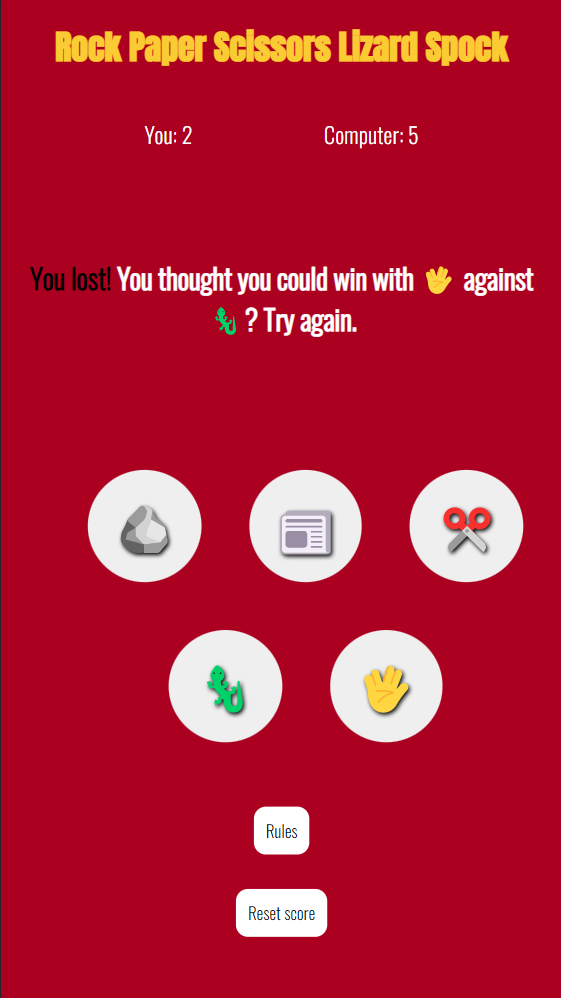 Rock Paper Scissors Lizard Spock
You: 2 Computer: 5
You lost! You thought you could win with 🖖 against
🦎 ? Try again.
Rules
Reset score